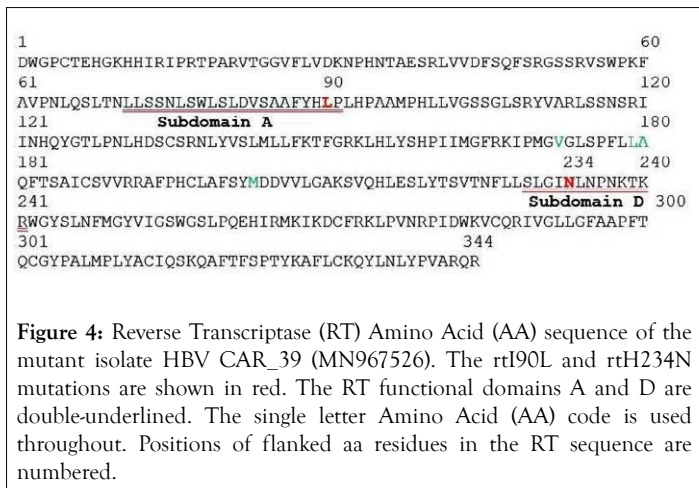 1 60
DWGPCTEHGKHHIRIPRTPARVTGGVFLVDKNPHNTAESRLVVDFSQFSRGSSRVSWPKF
61 90 120
AVPNLQSLTNLLSSNLSWLSLDVSAAFYHLPLHPAAMPHLLVGSSGLSRYVARLSSNSRI
121 Subdomain A 180
INHQYGTLPNLHDSCSRNLYVSLMLLFKTFGRKLHLYSHPIIMGFRKIPMGVGLSPFLLA
181 234 240
QFTSAICSVVRRAFPHCLAFSYMDDVVLGAKSVQHLESLYTSVTNFLLSLGINLNPNKTK
241 Subdomain D 300
RWGYSLNFMGYVIGSWGSLPQEHIRMKIKDCFRKLPVNRPIDWKVCQRIVGLLGFAAPFT
301 344
QCGYPALMPLYACIQSKQAFTFSPTYKAFLCKQYLNLYPVARQR
Figure 4: Reverse Transcriptase (RT) Amino Acid (AA) sequence of the
mutant isolate HBV CAR_39 (MN967526). The rtI90L and rtH234N
mutations are shown in red. The RT functional domains A and D are
double-underlined. The single letter Amino Acid (AA) code is used
throughout. Positions of flanked aa residues in the RT sequence are
numbered.